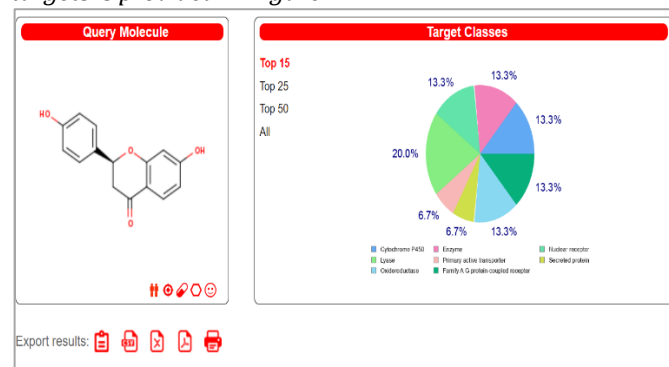 Query Molecule
HO
O
OH
O
Export results:
CSV
Target Classes
Top 15
Top 25
Top 50
All
13.3%
13.3%
13.3%
20.0%
13.3%
6.7%
6.7%
13.3%
Cytochrome P450 Enzyme Nuclear receptor
Lyase Primary active transporter Secreted protein
Oxidoreductase Family A G protein-coupled receptor